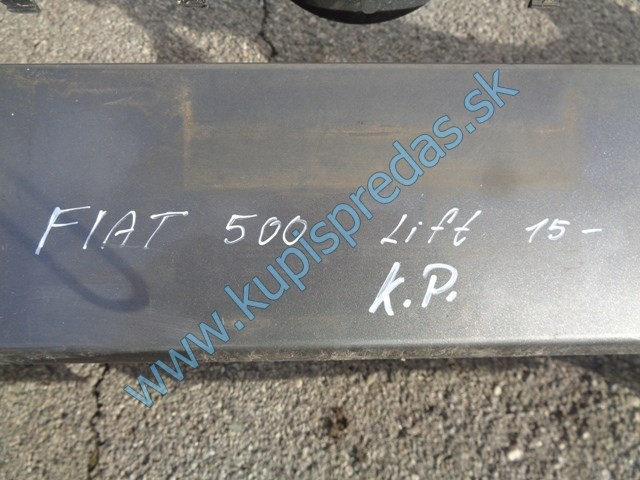 FIAT 500 Lift 15-
K.P.
www.kupispredas.sk